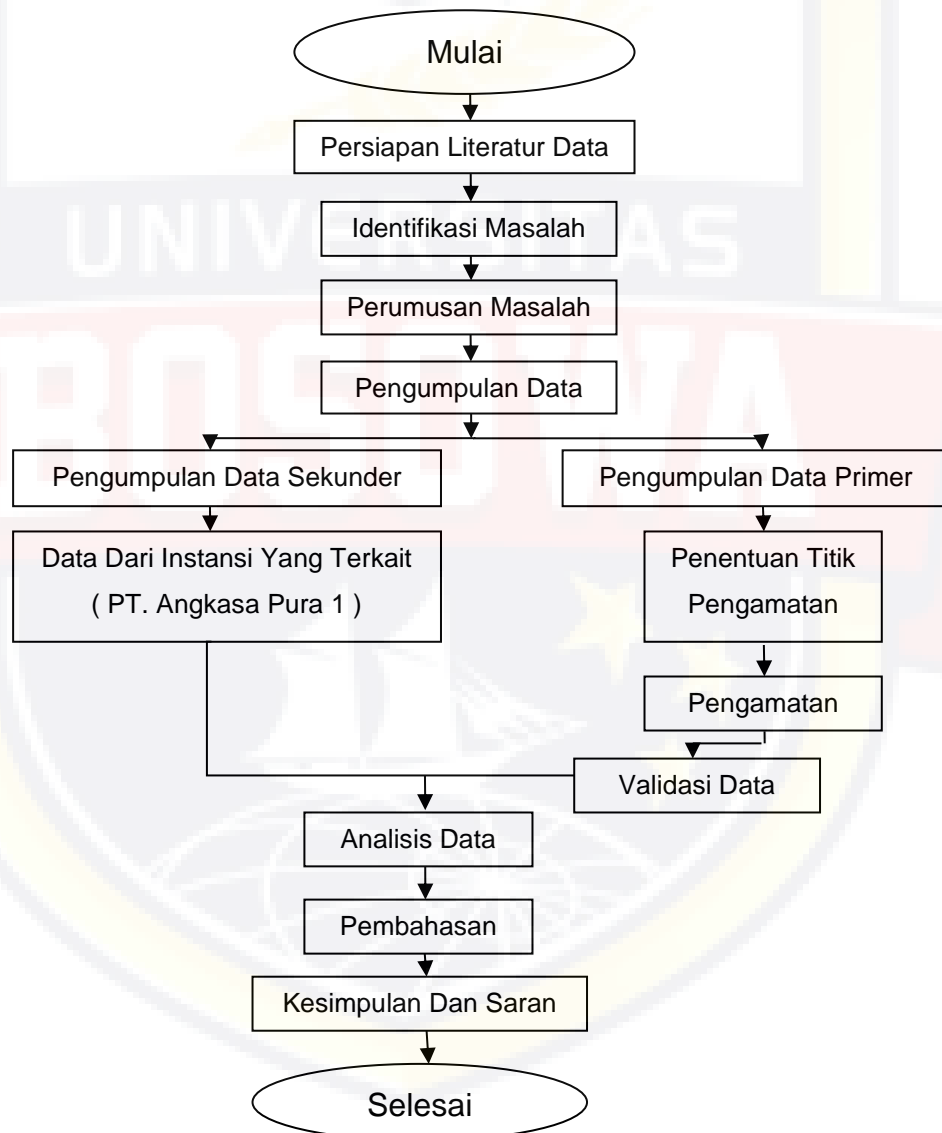 Mulai
Persiapan Literatur Data
UNIVERSITAS
Identifikasi Masalah
Perumusan Masalah
BOSOWA
Pengumpulan Data
Pengumpulan Data Sekunder
Pengumpulan Data Primer
Data Dari Instansi Yang Terkait
( PT. Angkasa Pura 1 )
Penentuan Titik
Pengamatan
Pengamatan
Validasi Data
Analisis Data
Pembahasan
Kesimpulan Dan Saran
Selesai